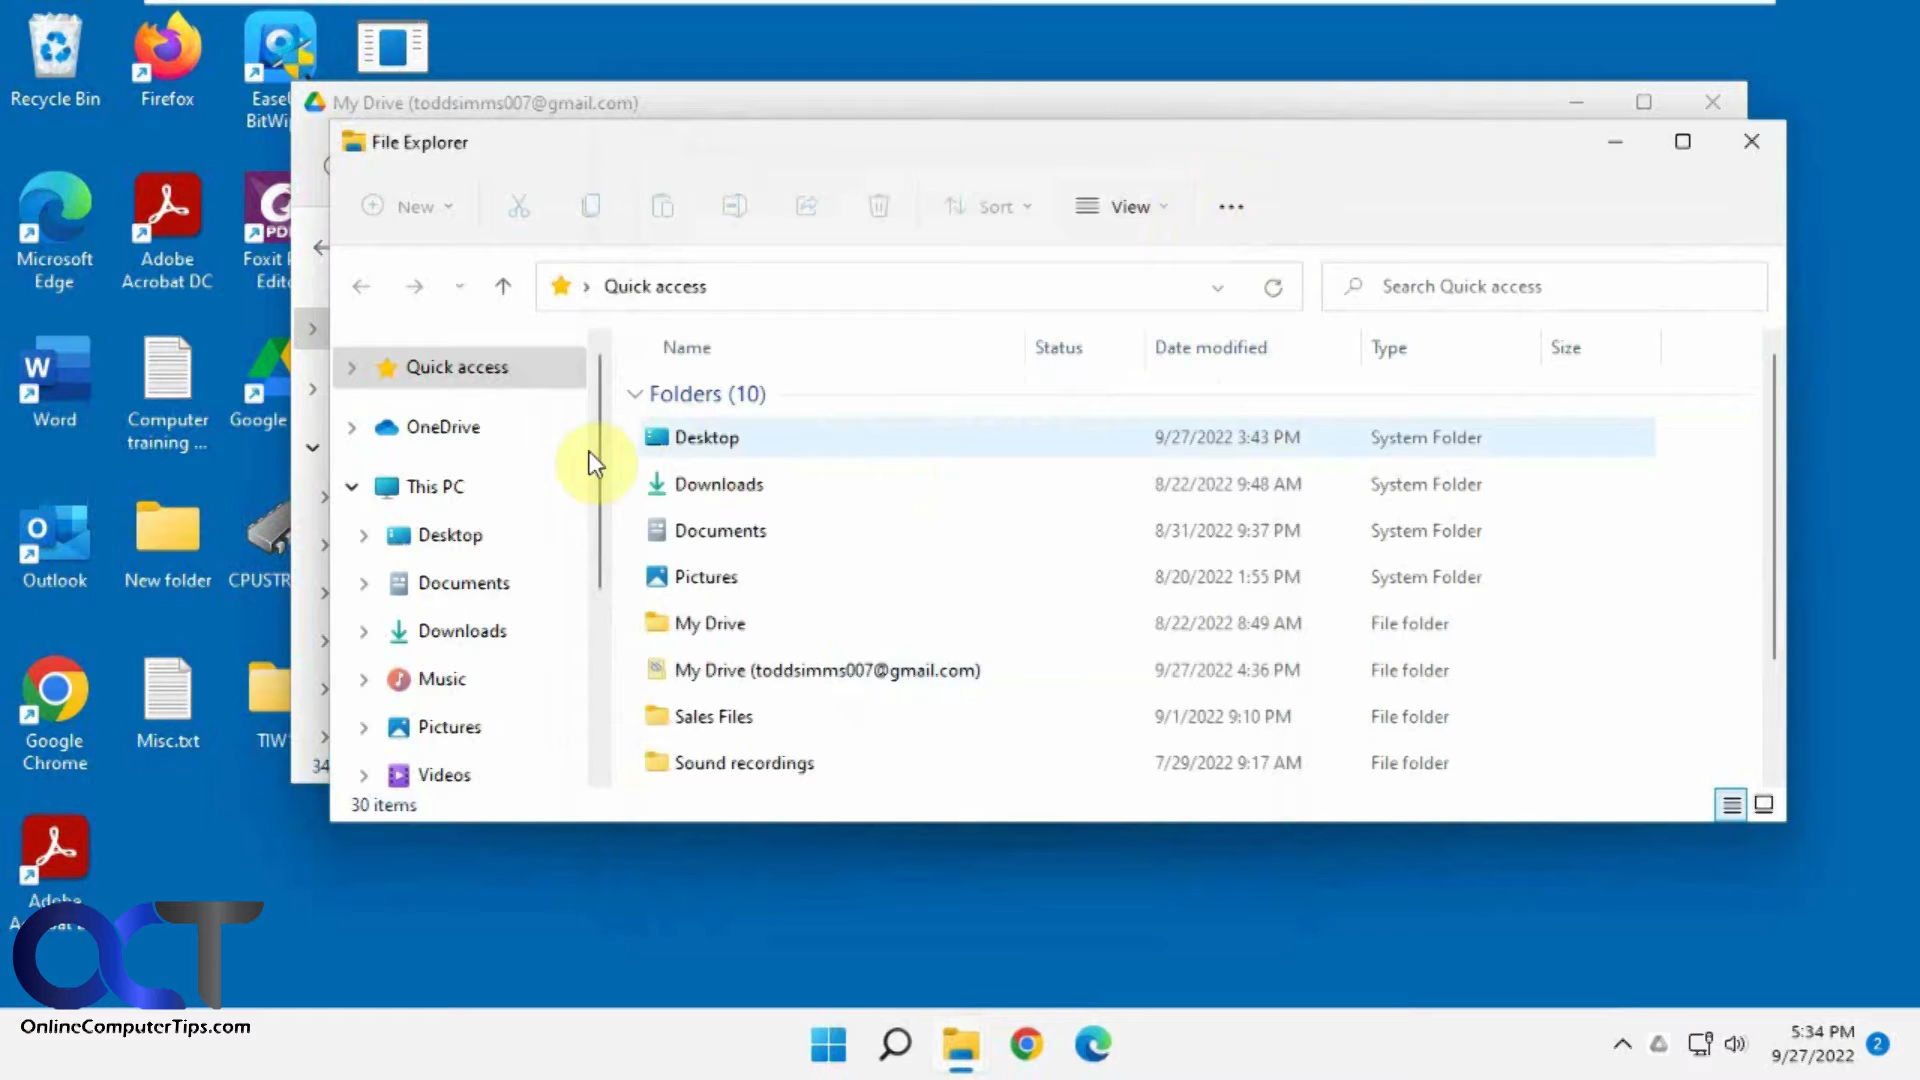 Recycle Bin
Firefox
EaseU
BitWip
My Drive (toddsimms007@gmail.com)
File Explorer
New
Sort
View
Quick access
Search Quick access
Microsoft
Edge
Adobe
Acrobat DC
Foxit P
Edito
PDF
Name
Status
Date modified
Type
Size
Quick access
OneDrive
This PC
Desktop
Documents
Downloads
Music
Pictures
Videos
Folders (10)
Desktop 9/27/2022 3:43 PM System Folder
Downloads 8/22/2022 9:48 AM System Folder
Documents 8/31/2022 9:37 PM System Folder
Pictures 8/20/2022 1:55 PM System Folder
My Drive 8/22/2022 8:49 AM File folder
My Drive (toddsimms007@gmail.com) 9/27/2022 4:36 PM File folder
Sales Files 9/1/2022 9:10 PM File folder
Sound recordings 7/29/2022 9:17 AM File folder
34
30 items
Word
Computer
training ...
Google
Outlook
New folder
CPUSTR
Google
Chrome
Misc.txt
TIW
Adobe
OCT
OnlineComputerTips.com
5:34 PM
9/27/2022
2